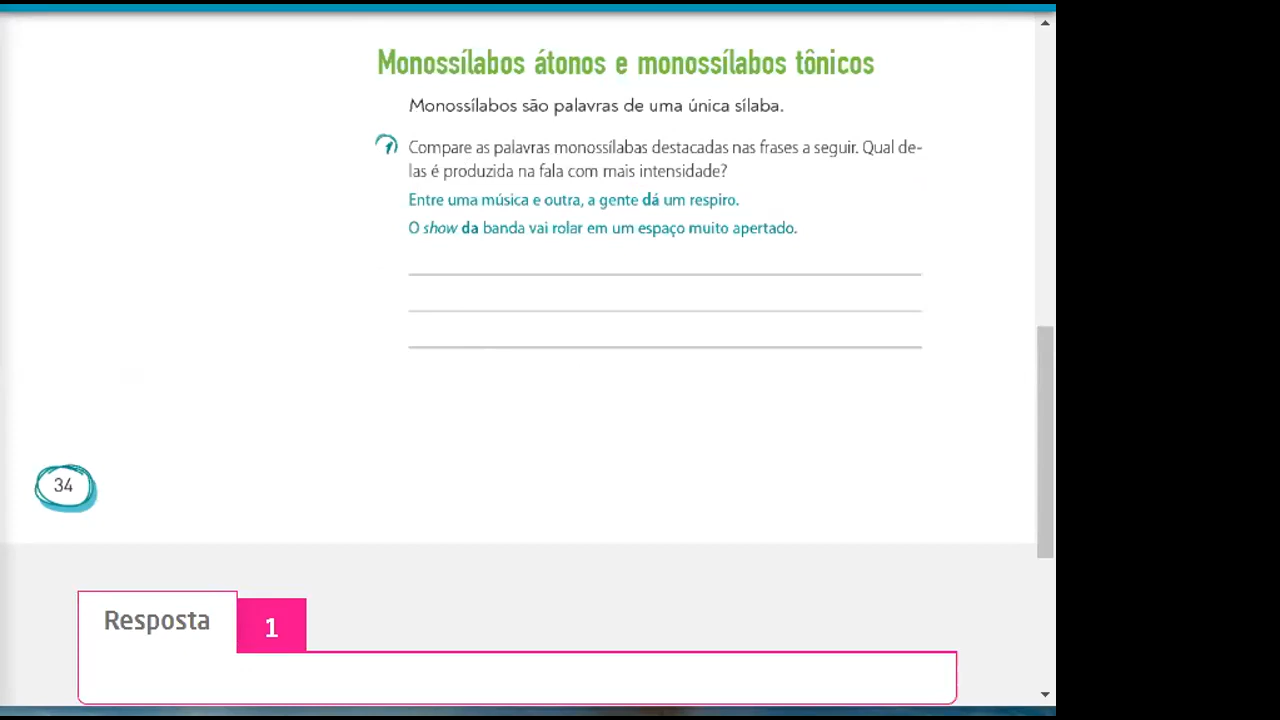 Monossílabos átonos e monossílabos tônicos
Monossílabos são palavras de uma única sílaba.
1 Compare as palavras monossílabas destacadas nas frases a seguir. Qual de-
las é produzida na fala com mais intensidade?
Entre uma música e outra, a gente dá um respiro.
O show da banda vai rolar em um espaço muito apertado.
34
Resposta 1